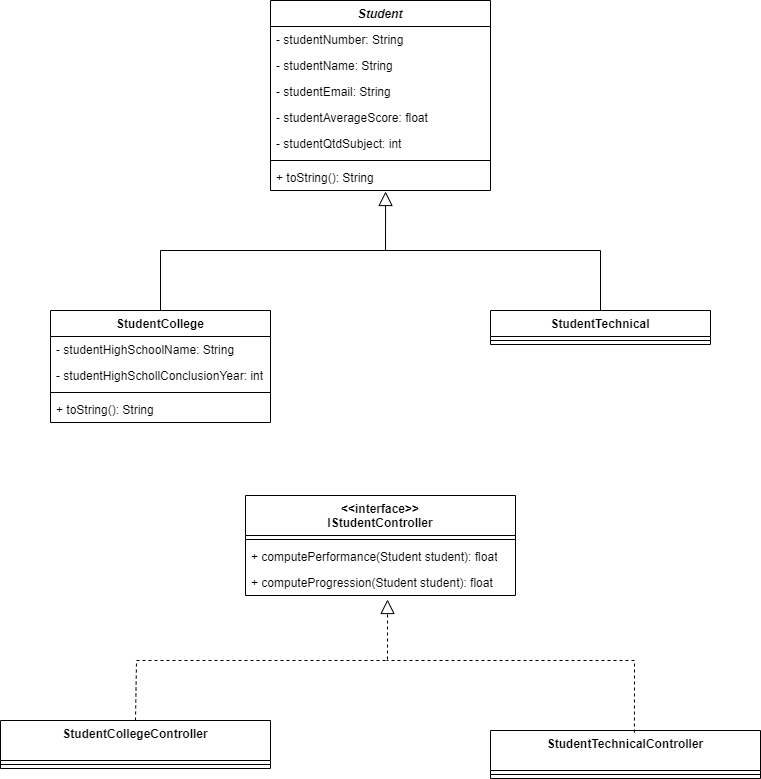 Student
- studentNumber: String
- studentName: String
- studentEmail: String
- studentAverageScore: float
- studentQtdSubject: int
+ toString(): String
StudentCollege
- studentHighSchoolName: String
- studentHighSchollConclusionYear: int
+ toString(): String
StudentTechnical
<<interface>>
IStudentController
+ computePerformance(Student student): float
+ computeProgression(Student student): float
StudentCollegeController
StudentTechnicalController